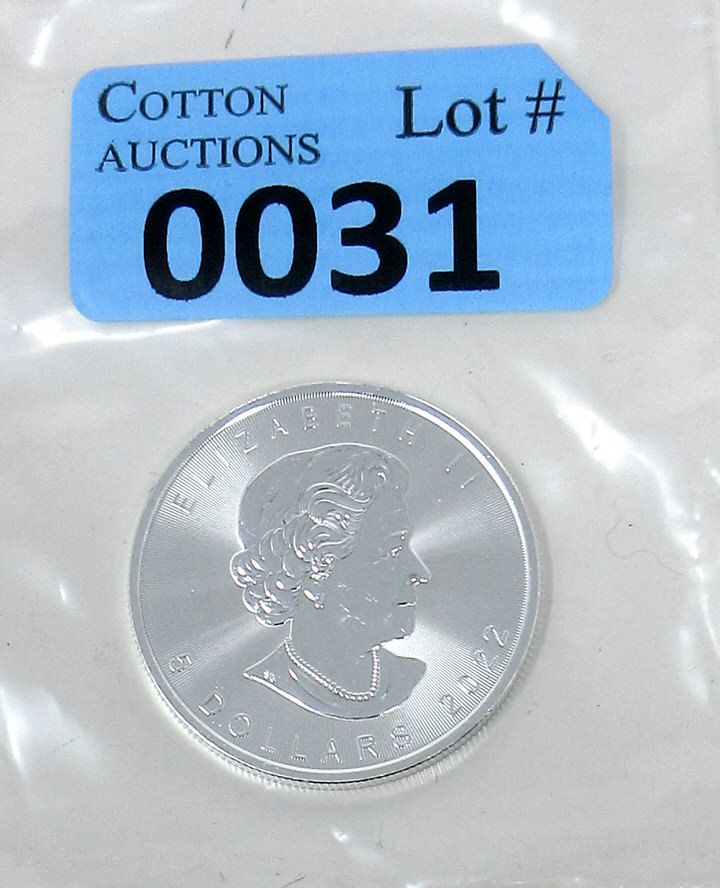 COTTON
AUCTIONS
Lot #
0031
ELIZABETH II
5 DOLLARS 2022